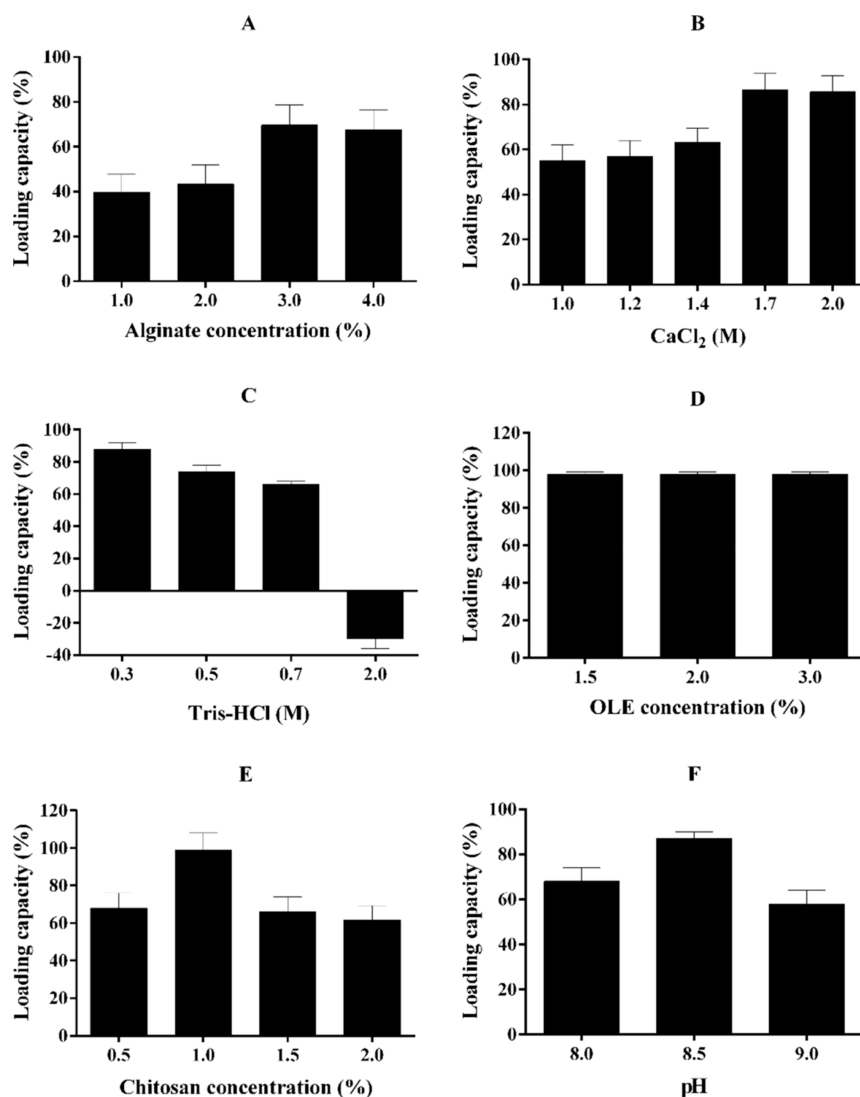 A
Loading capacity (%)
100
80
60
40
20
0
1.0 2.0 3.0 4.0
Alginate concentration (%)
B
Loading capacity (%)
100
80
60
40
20
0
1.0 1.2 1.4 1.7 2.0
CaCl₂ (M)
C
Loading capacity (%)
100
80
60
40
20
0
-20
-40
0.3 0.5 0.7 2.0
Tris-HCl (M)
D
Loading capacity (%)
120
100
80
60
40
20
0
1.5 2.0 3.0
OLE concentration (%)
E
Loading capacity (%)
120
100
80
60
40
20
0
0.5 1.0 1.5 2.0
Chitosan concentration (%)
F
Loading capacity (%)
100
80
60
40
20
0
8.0 8.5 9.0
pH